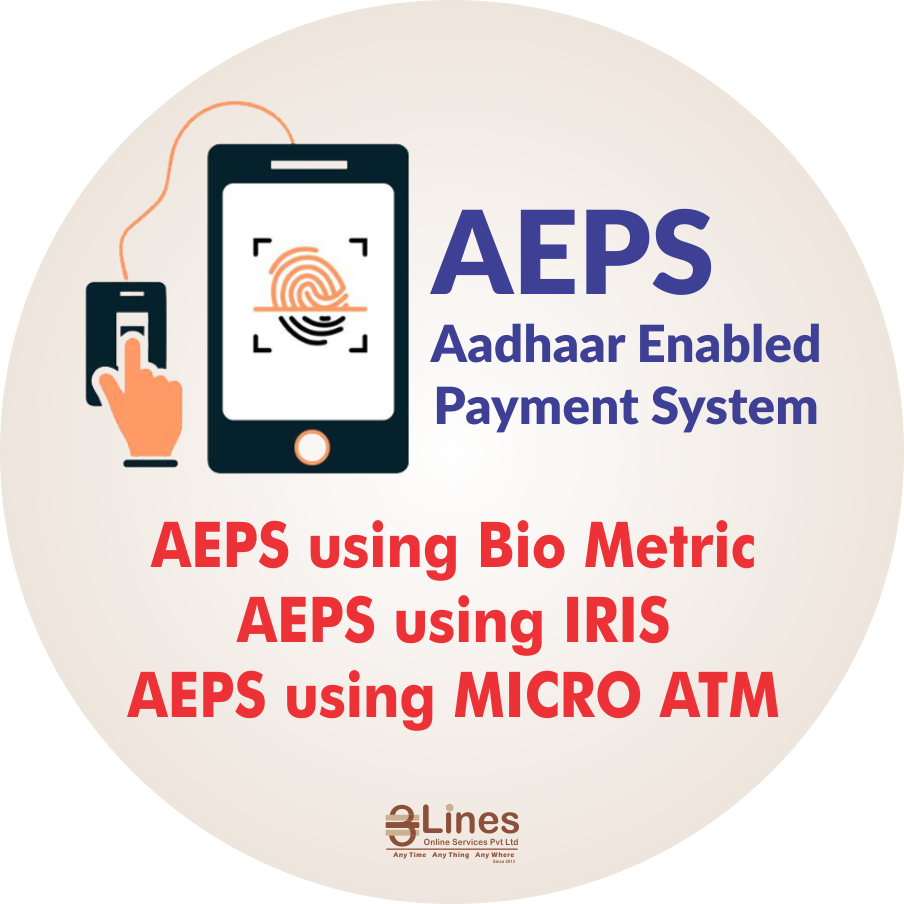 AEPS
Aadhaar Enabled
Payment System
AEPS using Bio Metric
AEPS using IRIS
AEPS using MICRO ATM
3Lines
Online Services Pvt Ltd
Any Time Any Thing Any Where
Since 2013